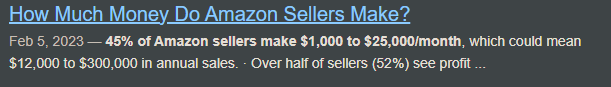 How Much Money Do Amazon Sellers Make?
Feb 5, 2023 — 45% of Amazon sellers make $1,000 to $25,000/month, which could mean
$12,000 to $300,000 in annual sales. · Over half of sellers (52%) see profit ...